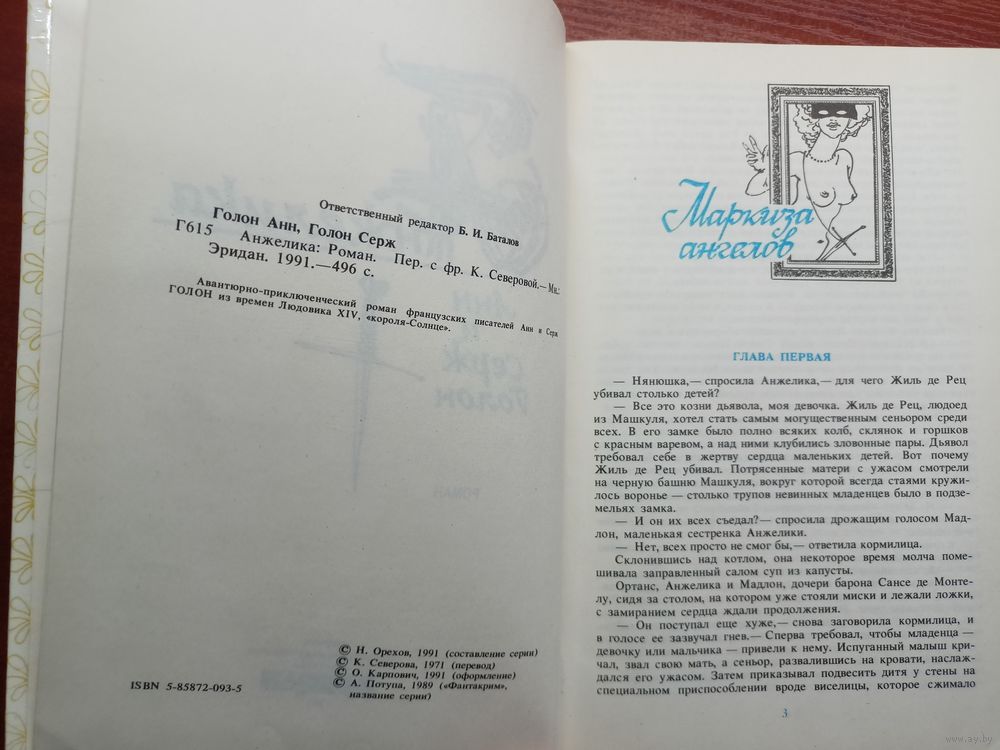 Ответственный редактор Б. И. Баталов
Голон Анн, Голон Серж
Г615 Анжелика: Роман. Пер. с фр. К. Северовой.— Мн.:
Эридан. 1991.—496 с.
Авантюрно-приключенческий роман французских писателей Анн и Серж
ГОЛОН из времен Людовика XIV, «короля-Солнце».
© Н. Орехов, 1991 (составление серии)
© К. Северова, 1971 (перевод)
© О. Карпович, 1991 (оформление)
© А. Потупа, 1989 («Фантакрим»,
название серии)
ISBN 5-85872-093-5
Маркиза
ангелов
ГЛАВА ПЕРВАЯ
— Нянюшка,— спросила Анжелика,— для чего Жиль де Рец
убивал столько детей?
— Все это козни дьявола, моя девочка. Жиль де Рец, людоед
из Машкуля, хотел стать самым могущественным сеньором среди
всех. В его замке было полно всяких колб, склянок и горшков
с красным варевом, а над ними клубились зловонные пары. Дьявол
требовал себе в жертву сердца маленьких детей. Вот почему
Жиль де Рец убивал. Потрясенные матери с ужасом смотрели
на черную башню Машкуля, вокруг которой всегда стаями кружи-
лось воронье — столько трупов невинных младенцев было в подзе-
мельях замка.
— И он их всех съедал?— спросила дрожащим голосом Мад-
лон, маленькая сестренка Анжелики.
— Нет, всех просто не смог бы,— ответила кормилица.
Склонившись над котлом, она некоторое время молча поме-
шивала заправленный салом суп из капусты.
Ортанс, Анжелика и Мадлон, дочери барона Сансе де Монте-
лу, сидя за столом, на котором уже стояли миски и лежали ложки,
с замиранием сердца ждали продолжения.
— Он поступал еще хуже,— снова заговорила кормилица, и
в голосе ее зазвучал гнев.— Сперва требовал, чтобы младенца —
девочку или мальчика — привели к нему. Испуганный малыш кри-
чал, звал свою мать, а сеньор, развалившись на кровати, наслаж-
дался его ужасом. Затем приказывал подвесить дитя у стены на
специальном приспособлении вроде виселицы, которое сжимало
3
www.ay.by